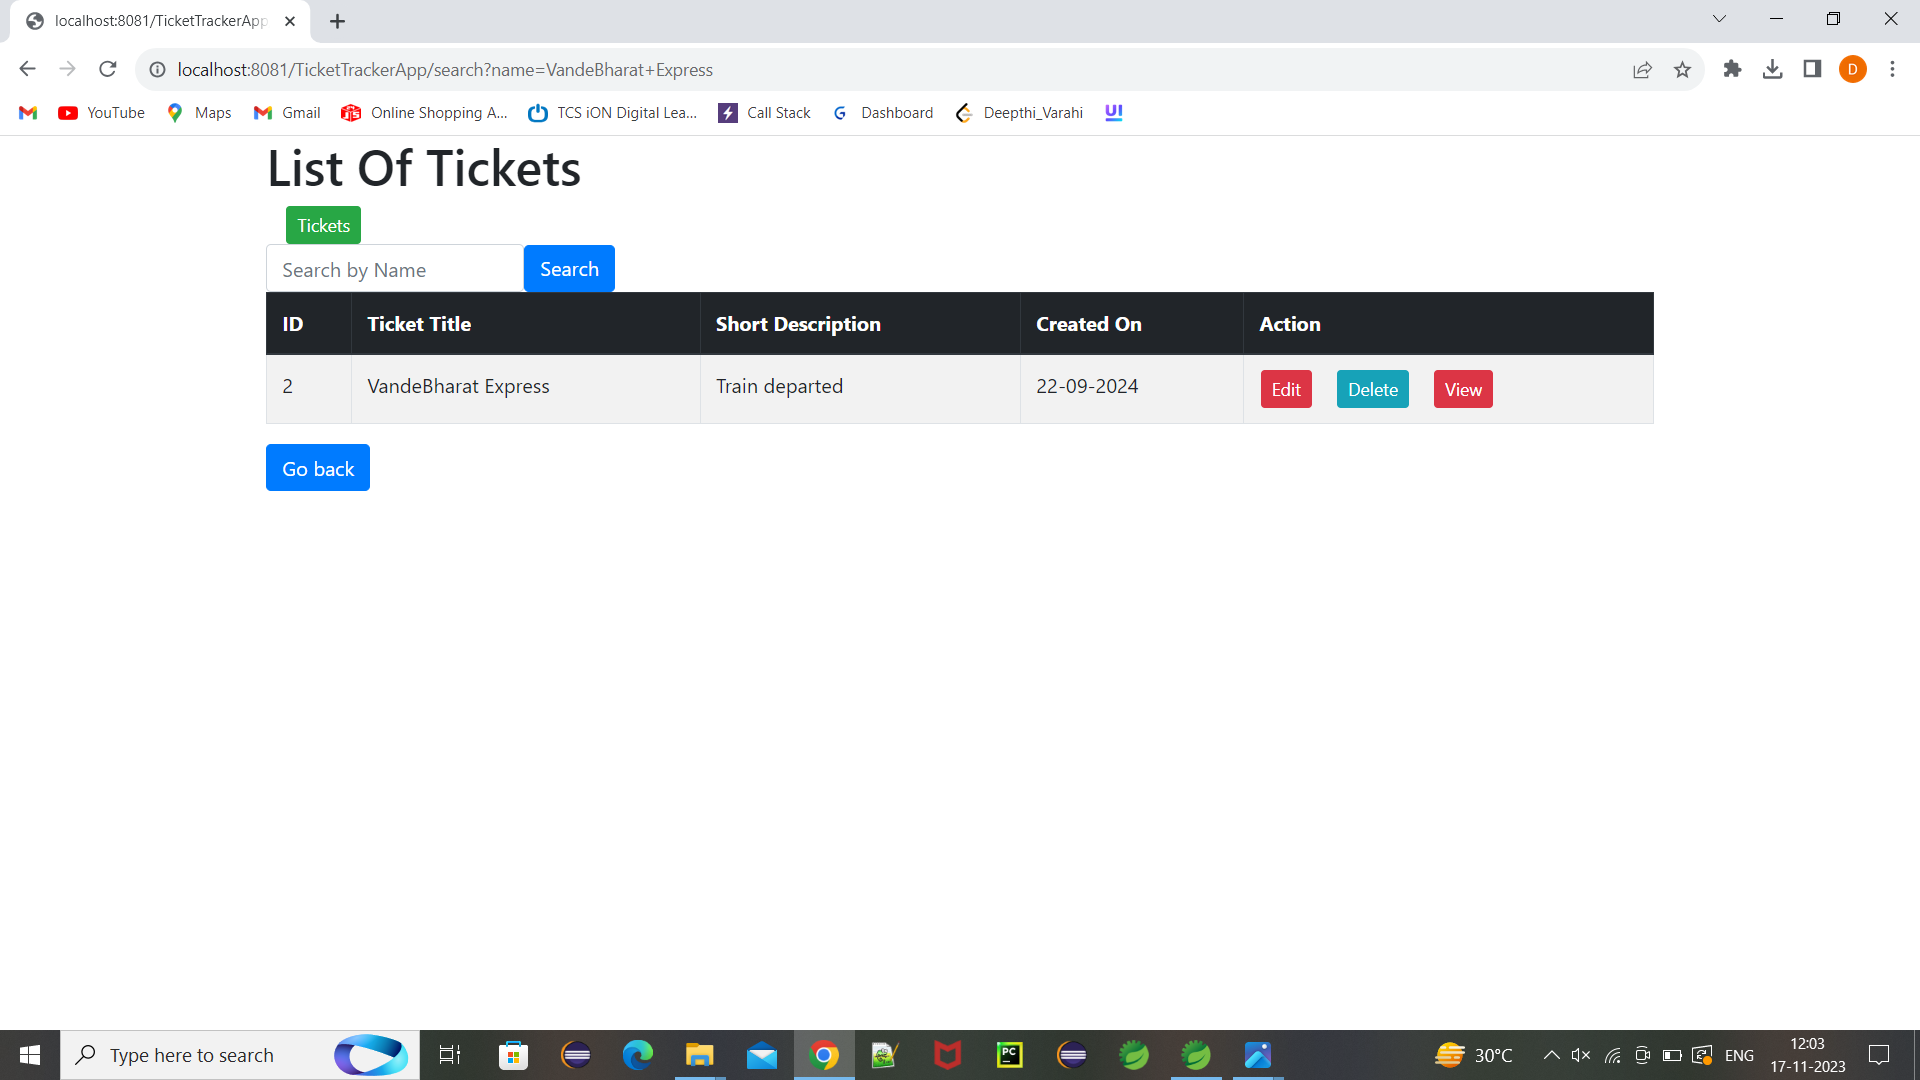 localhost:8081/TicketTrackerApp
localhost:8081/TicketTrackerApp/search?name=VandeBharat+Express
D
YouTube
Maps
Gmail
Online Shopping A...
TCS iON Digital Lea...
Call Stack
Dashboard
Deepthi_Varahi
UI
List Of Tickets
Tickets
Search by Name
Search
ID Ticket Title Short Description Created On Action
2 VandeBharat Express Train departed 22-09-2024 Edit Delete View
Go back
Type here to search
PC
30°C
ENG
12:03
17-11-2023